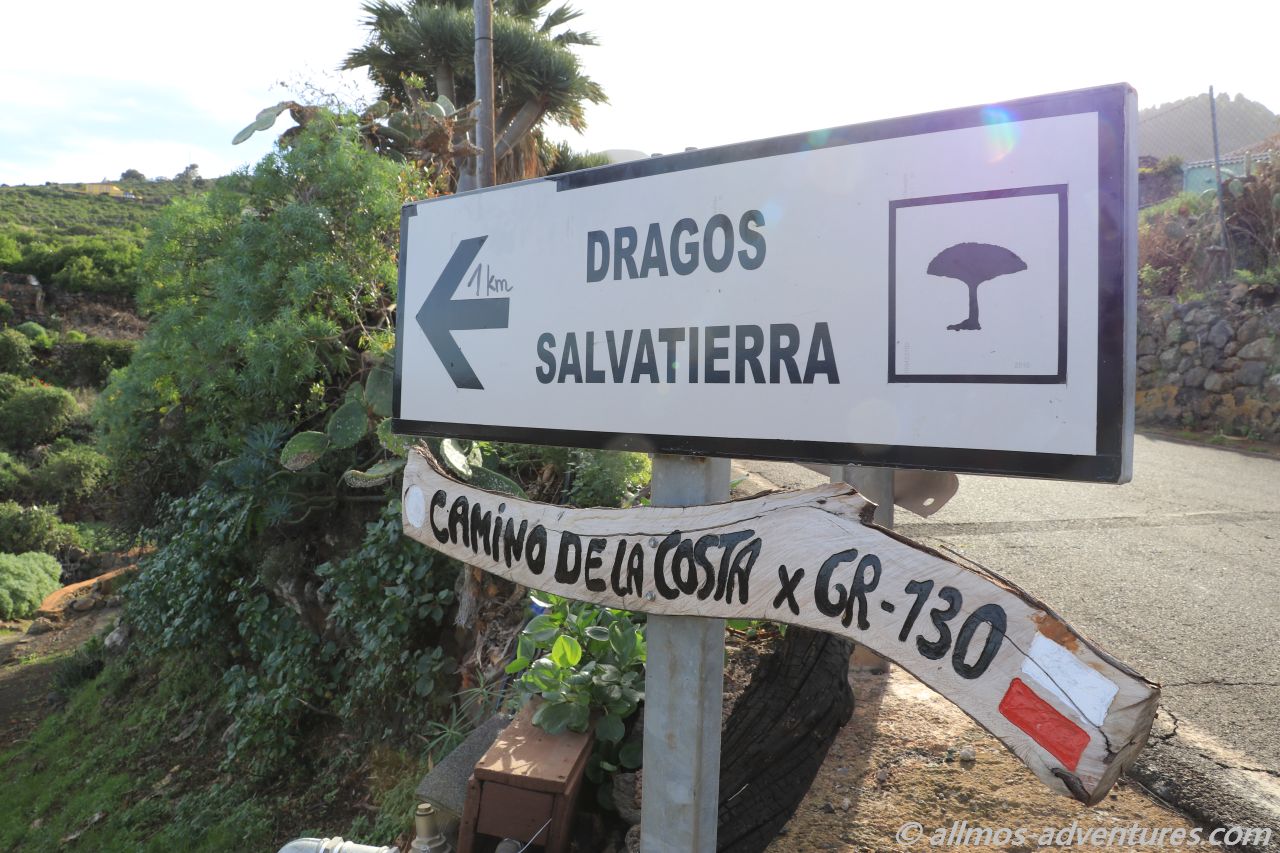 1 km
DRAGOS
SALVATIERRA
CAMINO DE LA COSTA x GR-130
© allmos-adventures.com